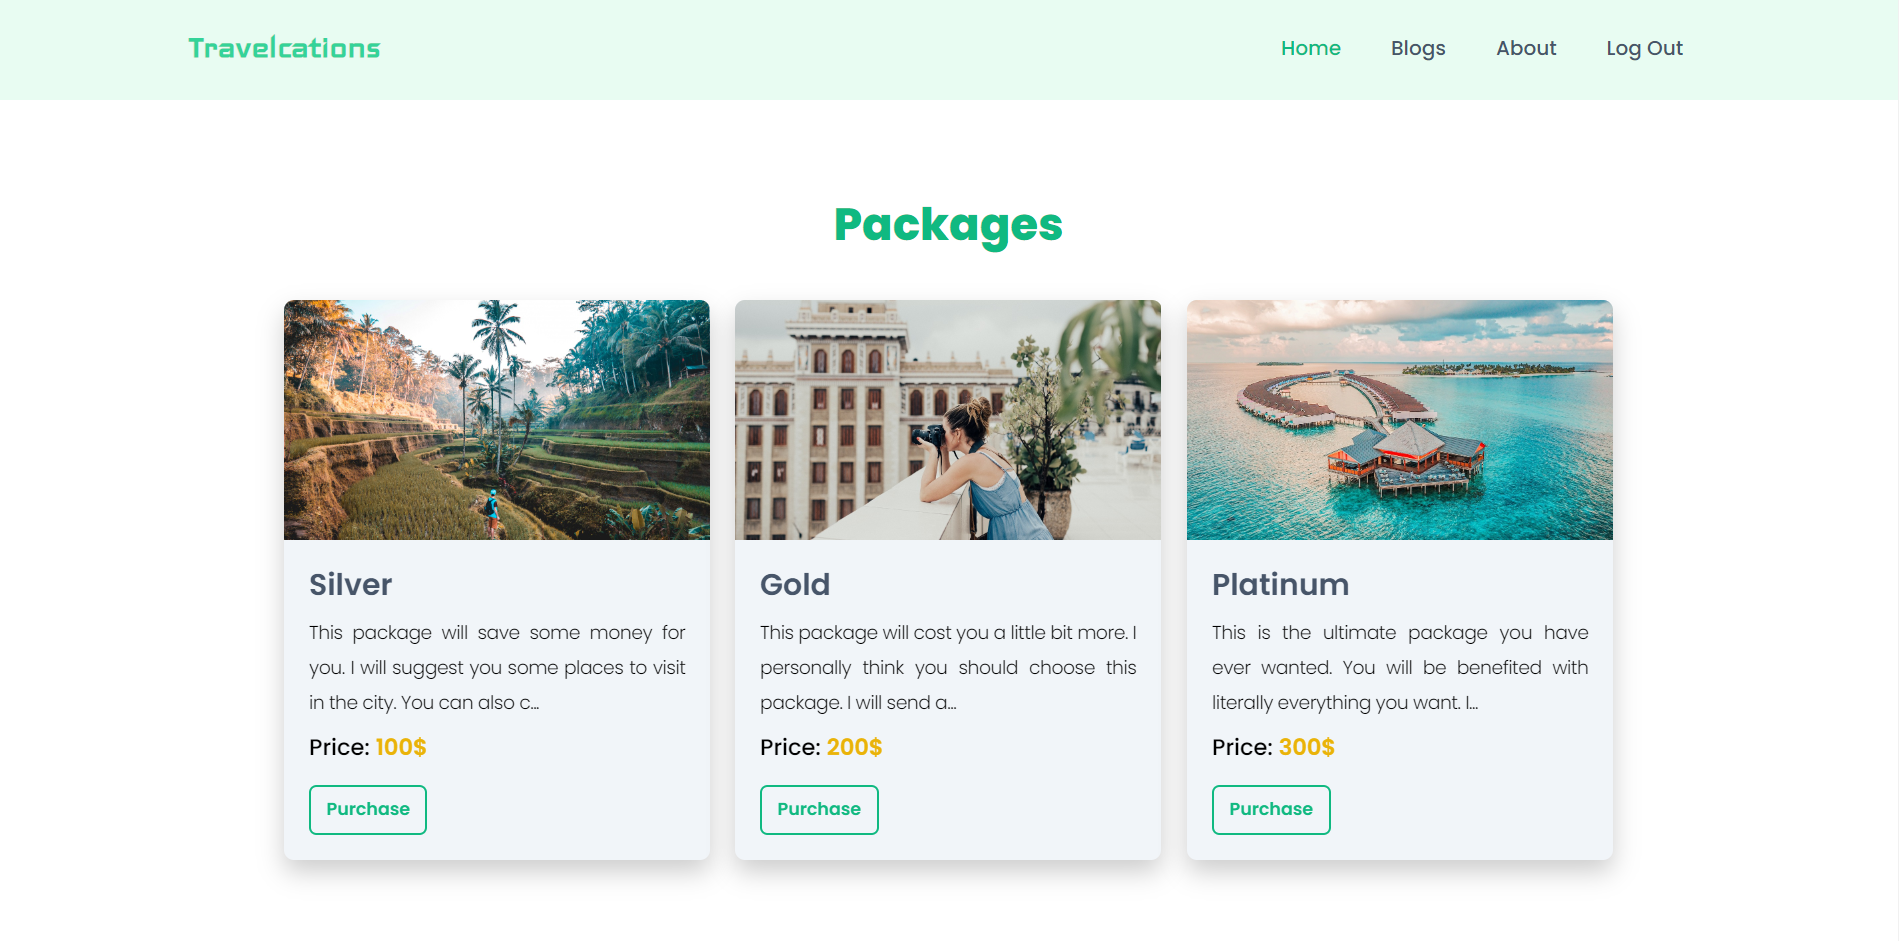 Travelcations
Home Blogs About Log Out
Packages
Silver
This package will save some money for
you. I will suggest you some places to visit
in the city. You can also c...
Price: 100$
Purchase
Gold
This package will cost you a little bit more. I
personally think you should choose this
package. I will send a...
Price: 200$
Purchase
Platinum
This is the ultimate package you have
ever wanted. You will be benefited with
literally everything you want. I...
Price: 300$
Purchase